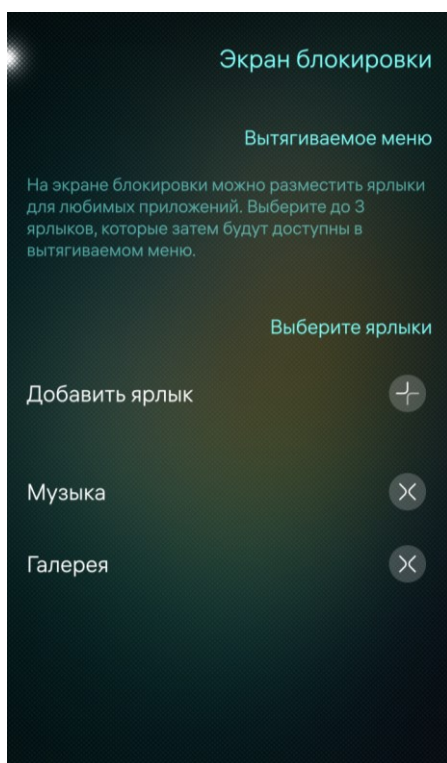 Экран блокировки
Вытягиваемое меню
На экране блокировки можно разместить ярлыки
для любимых приложений. Выберите до 3
ярлыков, которые затем будут доступны в
вытягиваемом меню.
Выберите ярлыки
Добавить ярлык
Музыка
Галерея